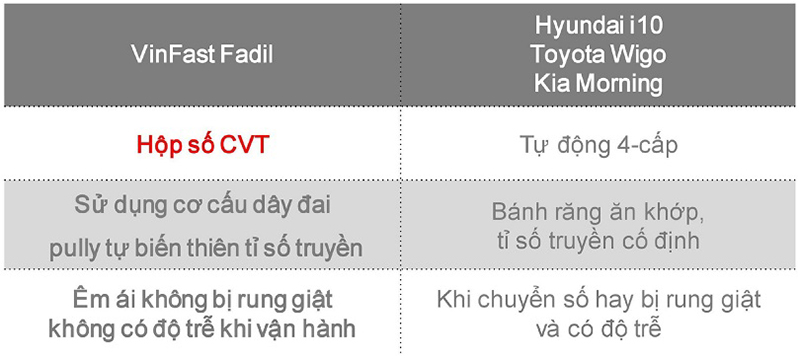 VinFast Fadil
Hyundai i10
Toyota Wigo
Kia Morning
Hộp số CVT
Tự động 4-cấp
Sử dụng cơ cấu dây đai
pully tự biến thiên tỉ số truyền
Bánh răng ăn khớp,
tỉ số truyền cố định
Êm ái không bị rung giật
không có độ trễ khi vận hành
Khi chuyển số hay bị rung giật
và có độ trễ